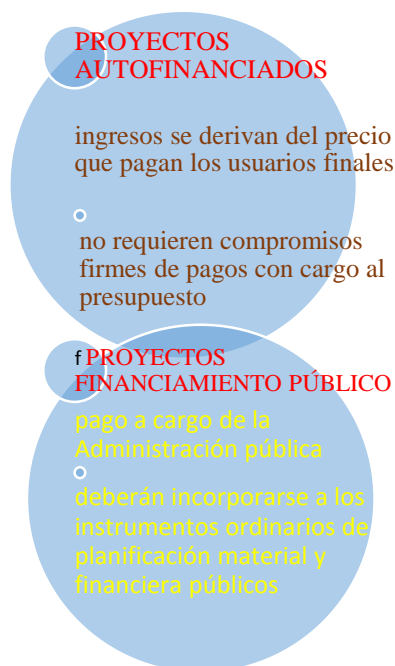 PROYECTOS
AUTOFINANCIADOS
ingresos se derivan del precio
que pagan los usuarios finales
no requieren compromisos
firmes de pagos con cargo al
presupuesto
f PROYECTOS
FINANCIAMIENTO PÚBLICO
pago a cargo de la
Administración pública
deberán incorporarse a los
instrumentos ordinarios de
planificación material y
financiera públicos